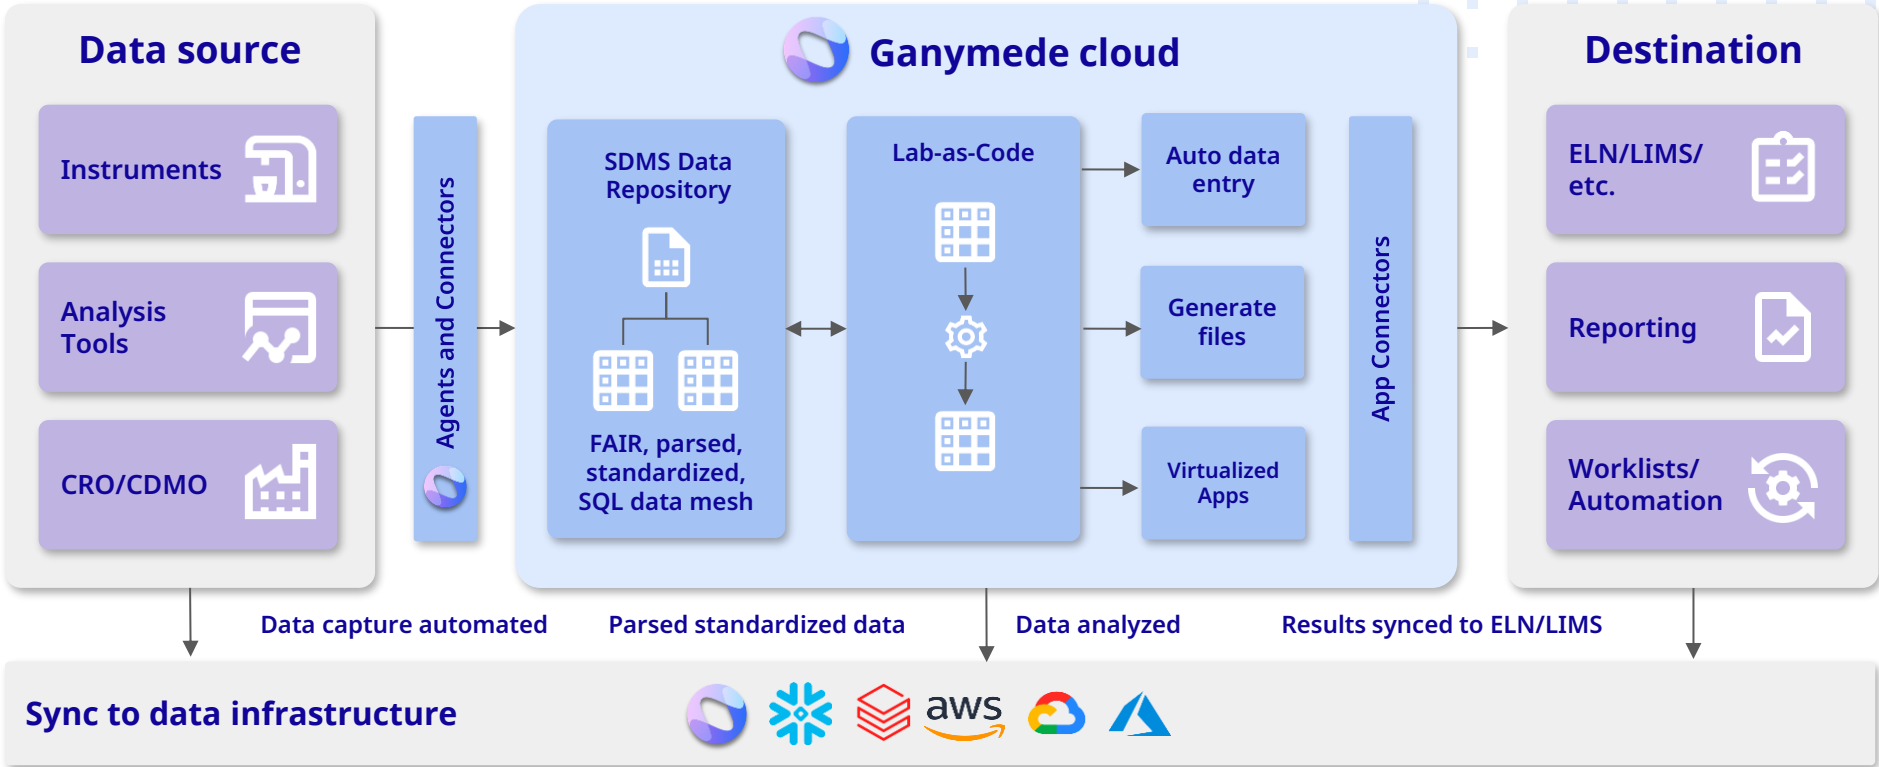 Data source
Instruments
Analysis
Tools
CRO/CDMO
Agents and Connectors
Ganymede cloud
SDMS Data
Repository
FAIR, parsed,
standardized,
SQL data mesh
Lab-as-Code
Auto data
entry
Generate
files
Virtualized
Apps
App Connectors
Destination
ELN/LIMS/
etc.
Reporting
Worklists/
Automation
Data capture automated
Parsed standardized data
Data analyzed
Results synced to ELN/LIMS
Sync to data infrastructure
aws